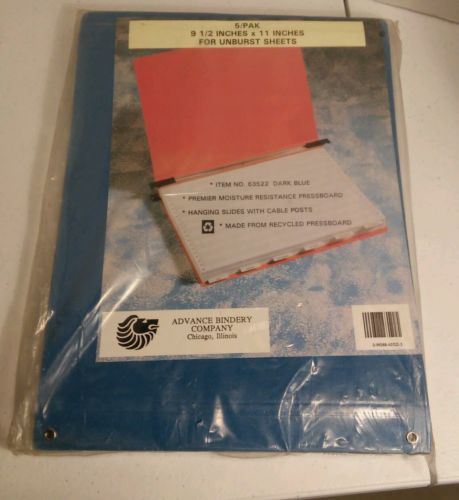 5/PAK
9 1/2 INCHES x 11 INCHES
FOR UNBURST SHEETS
* ITEM NO. 63522 DARK BLUE
* PREMIER MOISTURE RESISTANCE PRESSBOARD
* HANGING SLIDES WITH CABLE POSTS
* MADE FROM RECYCLED PRESSBOARD
ADVANCE BINDERY
COMPANY
Chicago, Illinois